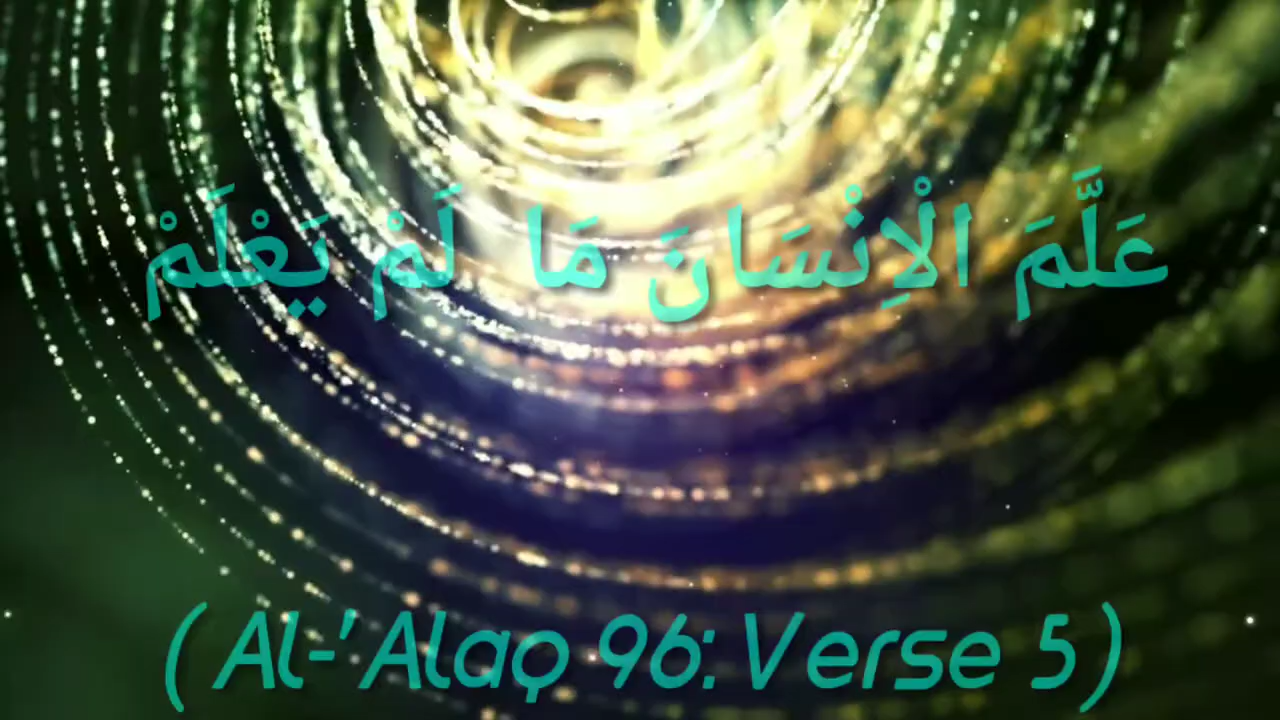 عَلَّمَ الْاِنْسَانَ مَا لَمْ يَعْلَمْ
( Al-'Alaq 96: Verse 5 )